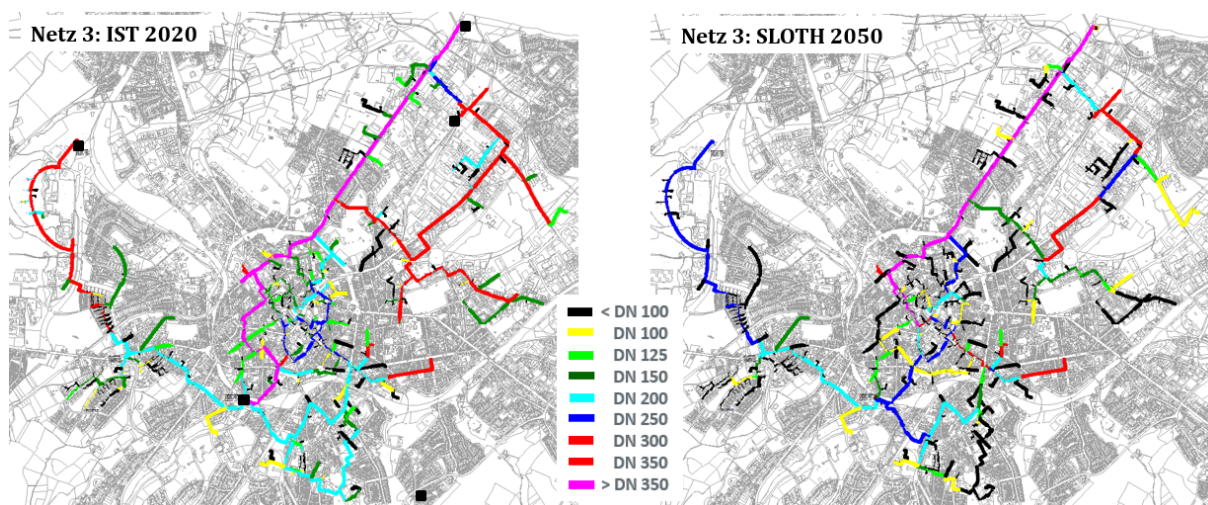 Netz 3: IST 2020
Netz 3: SLOTH 2050
< DN 100
DN 100
DN 125
DN 150
DN 200
DN 250
DN 300
DN 350
> DN 350